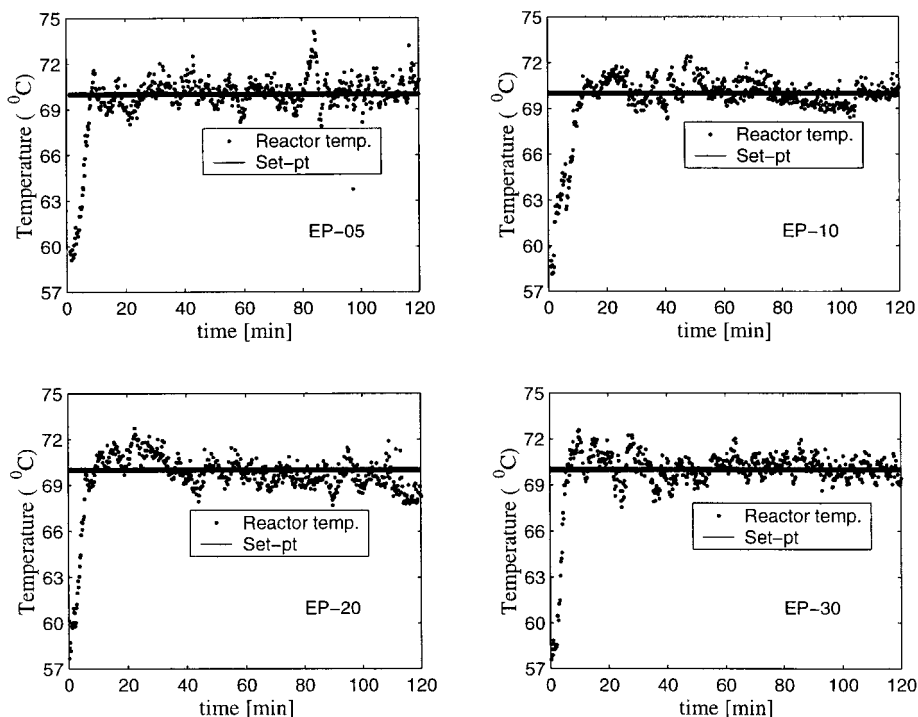 75
72
69
66
63
60
57
Temperature ( ⁰C)
Reactor temp.
Set-pt
EP-05
0 20 40 60 80 100 120
time [min]
75
72
69
66
63
60
57
Temperature ( ⁰C)
Reactor temp.
Set-pt
EP-10
0 20 40 60 80 100 120
time [min]
75
72
69
66
63
60
57
Temperature ( ⁰C)
Reactor temp.
Set-pt
EP-20
0 20 40 60 80 100 120
time [min]
75
72
69
66
63
60
57
Temperature ( ⁰C)
Reactor temp.
Set-pt
EP-30
0 20 40 60 80 100 120
time [min]